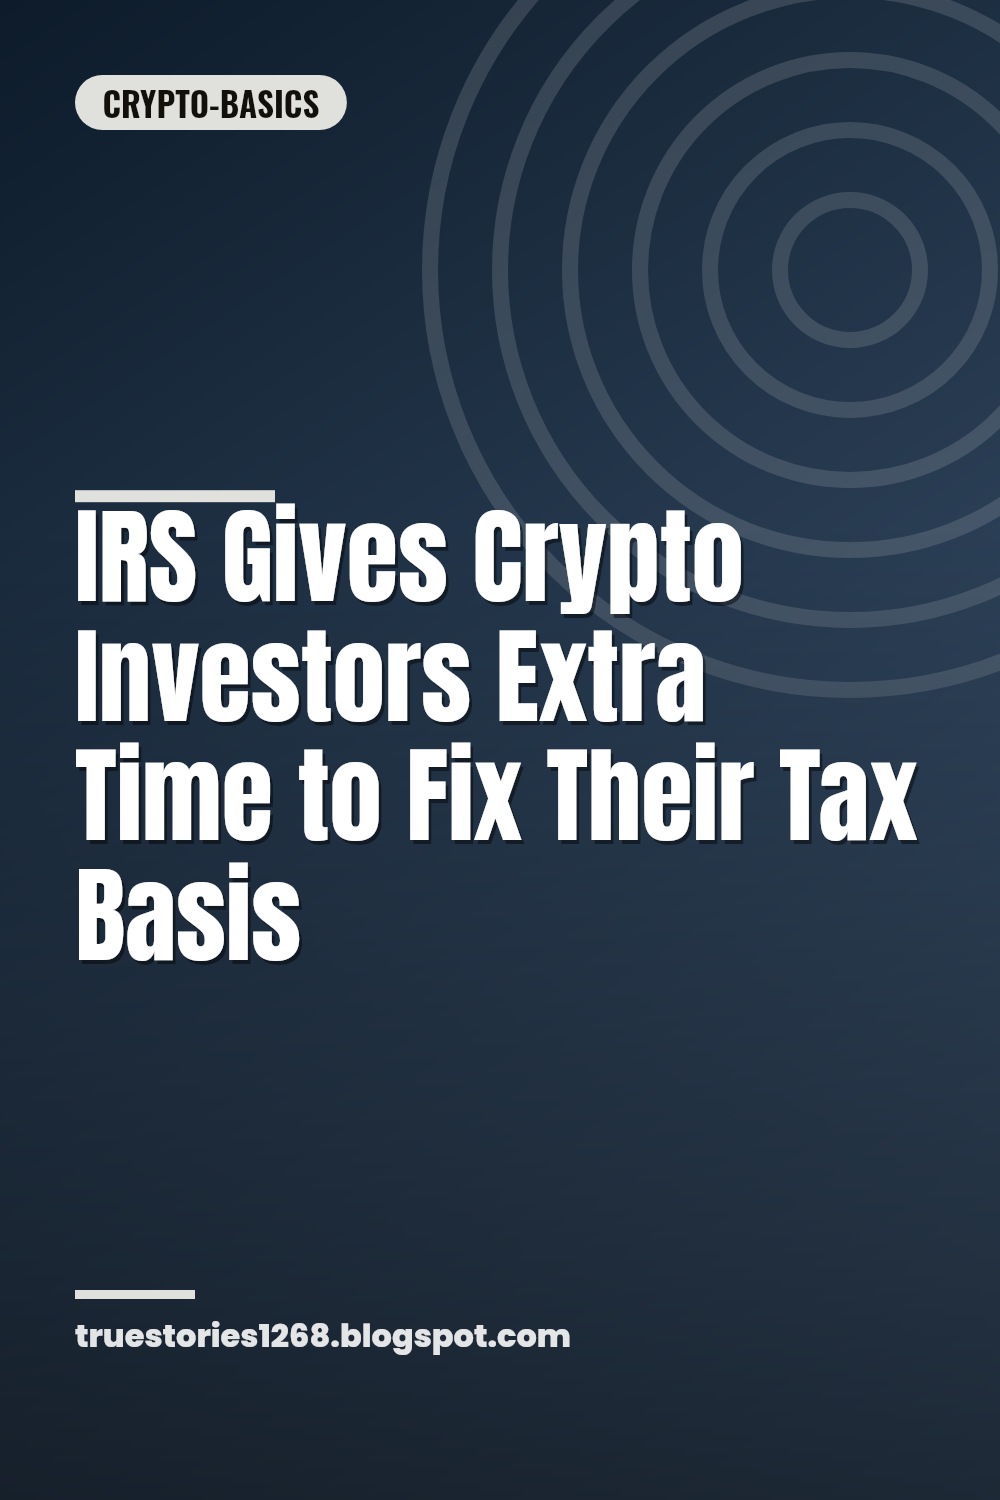 CRYPTO-BASICS
IRS Gives Crypto
Investors Extra
Time to Fix Their Tax
Basis
truestories1268.blogspot.com